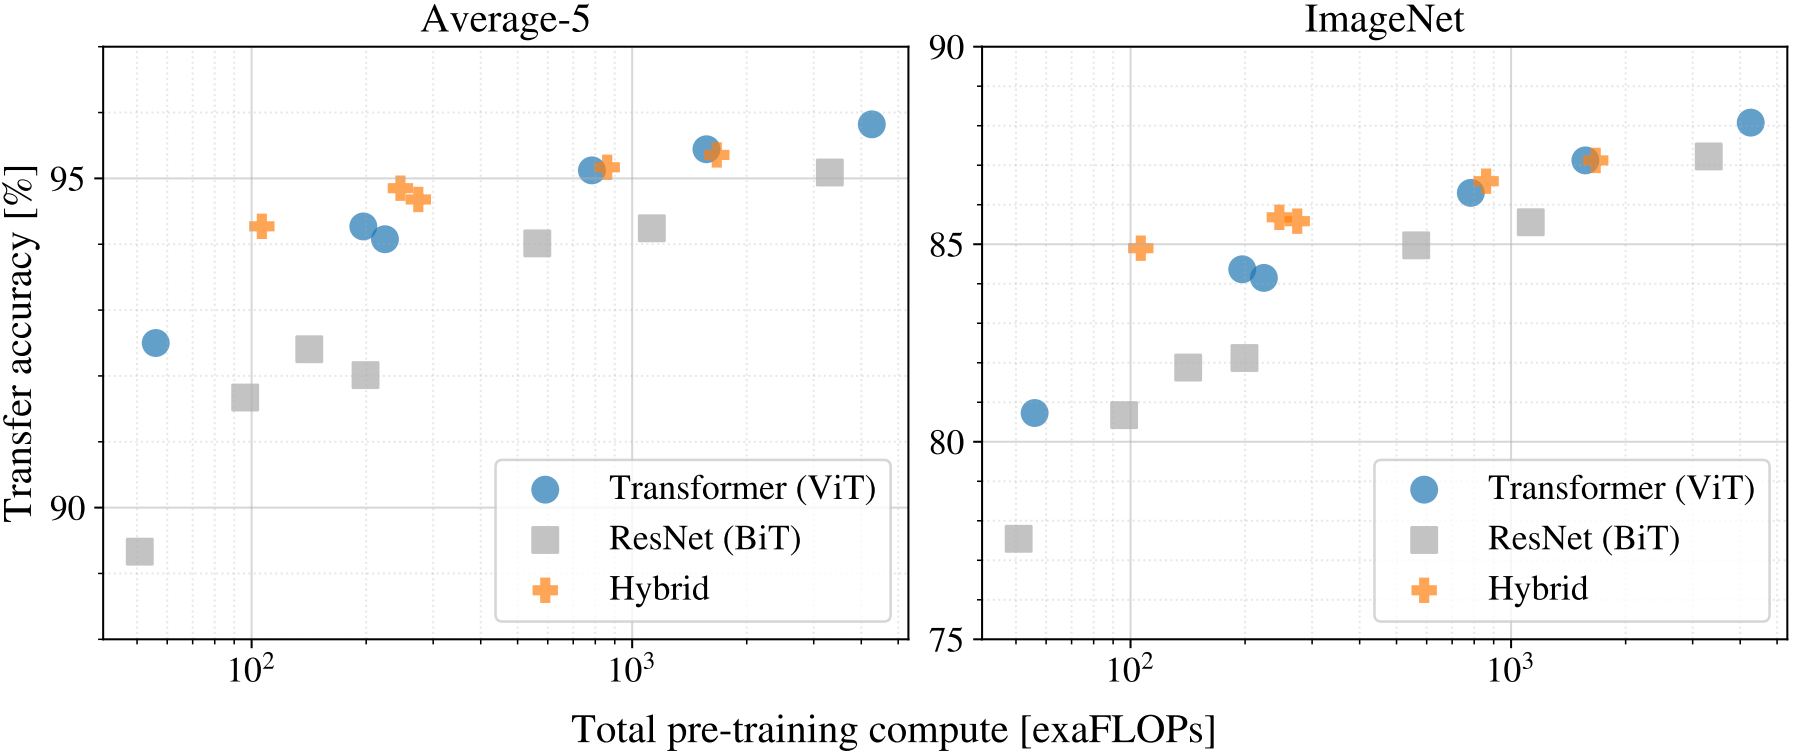 Average-5
ImageNet
Transfer accuracy [%]
95
90
Transformer (ViT)
ResNet (BiT)
Hybrid
10²
10³
90
85
80
75
Transformer (ViT)
ResNet (BiT)
Hybrid
10²
10³
Total pre-training compute [exaFLOPs]